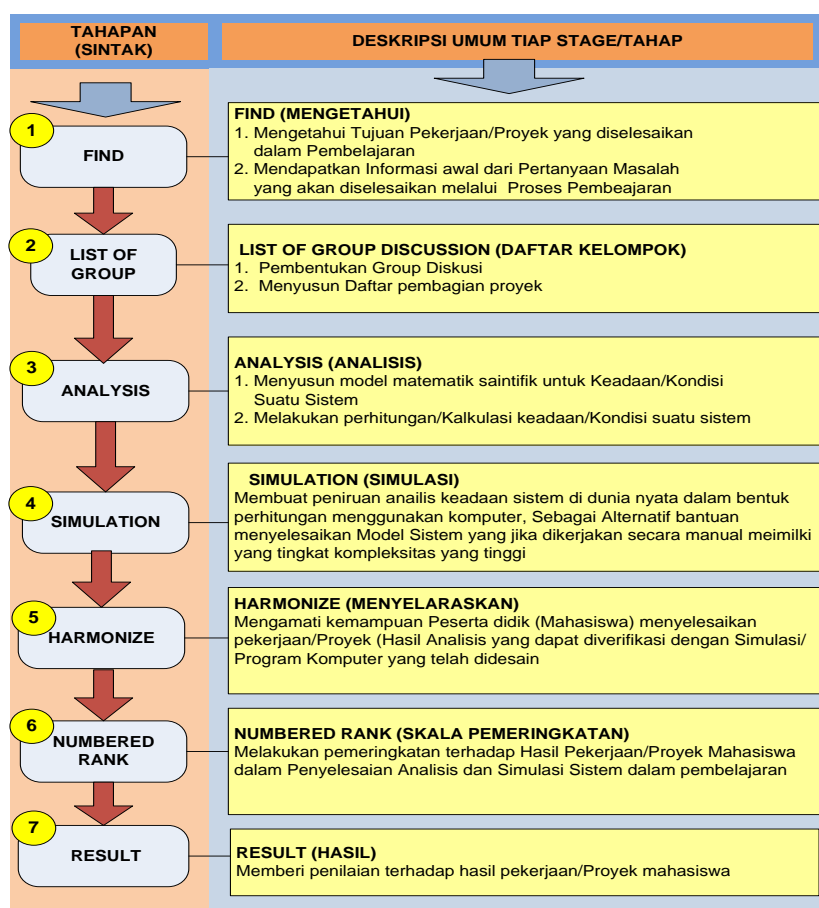 TAHAPAN
(SINTAK)
DESKRIPSI UMUM TIAP STAGE/TAHAP
1
FIND
FIND (MENGETAHUI)
1. Mengetahui Tujuan Pekerjaan/Proyek yang diselesaikan
dalam Pembelajaran
2. Mendapatkan Informasi awal dari Pertanyaan Masalah
yang akan diselesaikan melalui Proses Pembeajaran
2
LIST OF
GROUP
LIST OF GROUP DISCUSSION (DAFTAR KELOMPOK)
1. Pembentukan Group Diskusi
2. Menyusun Daftar pembagian proyek
3
ANALYSIS
ANALYSIS (ANALISIS)
1. Menyusun model matematik saintifik untuk Keadaan/Kondisi
Suatu Sistem
2. Melakukan perhitungan/Kalkulasi keadaan/Kondisi suatu sistem
4
SIMULATION
SIMULATION (SIMULASI)
Membuat peniruan anailis keadaan sistem di dunia nyata dalam bentuk
perhitungan menggunakan komputer, Sebagai Alternatif bantuan
menyelesaikan Model Sistem yang jika dikerjakan secara manual meimilki
yang tingkat kompleksitas yang tinggi
5
HARMONIZE
HARMONIZE (MENYELARASKAN)
Mengamati kemampuan Peserta didik (Mahasiswa) menyelesaikan
pekerjaan/Proyek (Hasil Analisis yang dapat diverifikasi dengan Simulasi/
Program Komputer yang telah didesain
6
NUMBERED
RANK
NUMBERED RANK (SKALA PEMERINGKATAN)
Melakukan pemeringkatan terhadap Hasil Pekerjaan/Proyek Mahasiswa
dalam Penyelesaian Analisis dan Simulasi Sistem dalam pembelajaran
7
RESULT
RESULT (HASIL)
Memberi penilaian terhadap hasil pekerjaan/Proyek mahasiswa